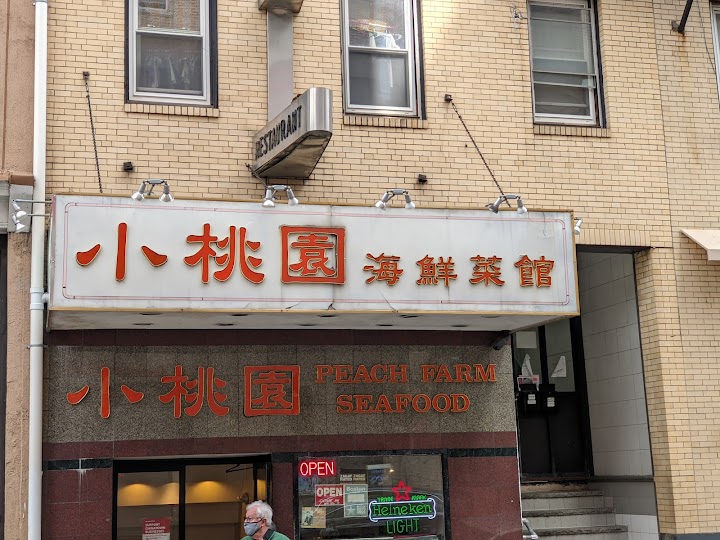 RESTAURANT
小桃園 海鮮菜館
小桃園 PEACH FARM
SEAFOOD
OPEN
OPEN
Heineken
LIGHT